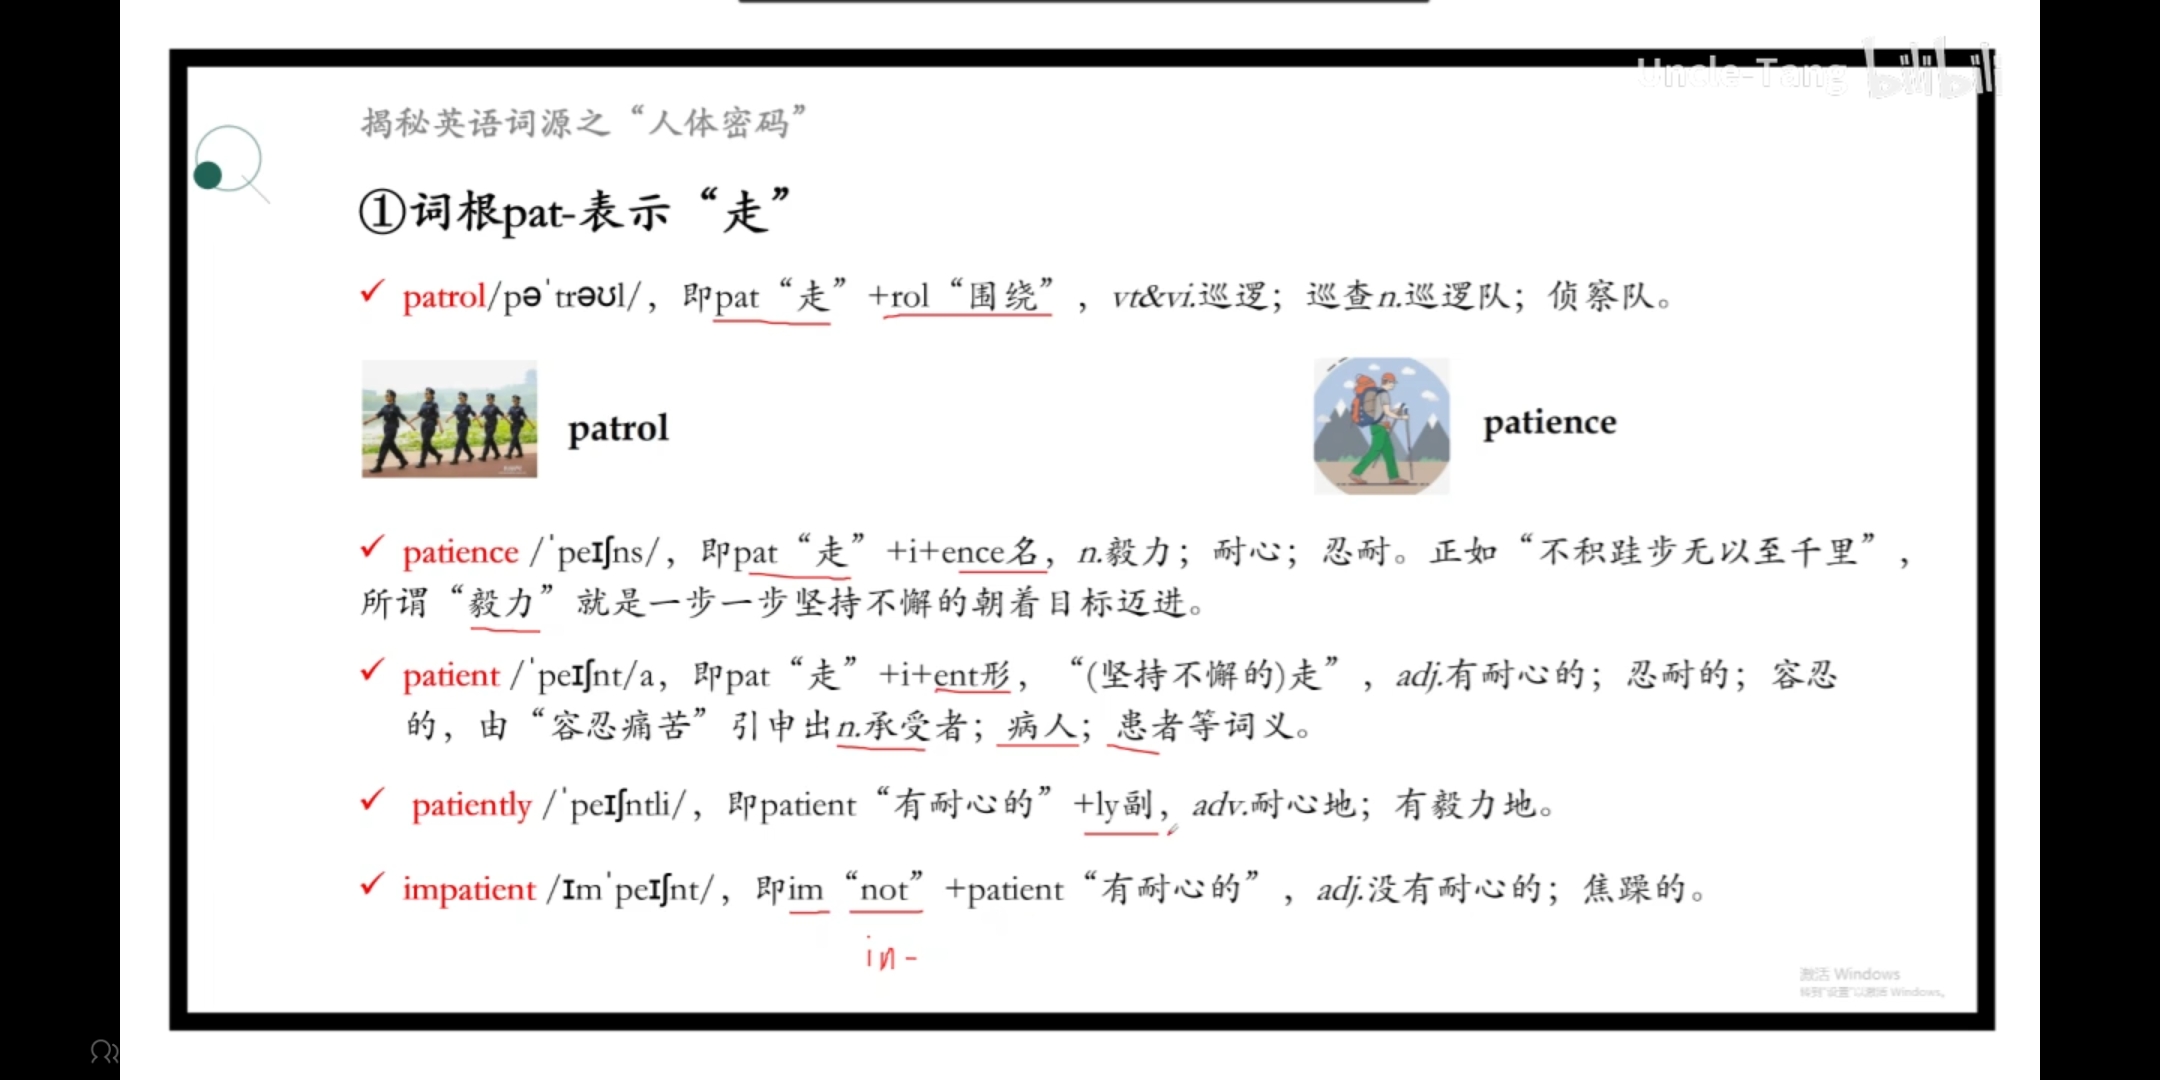 Uncle-Tang bilibili
揭秘英语词源之“人体密码”
①词根pat-表示“走”
✓ patrol/pəˈtrəʊl/，即pat“走”+rol“围绕”，vt&vi.巡逻；巡查n.巡逻队；侦察队。
patrol
patience
✓ patience /ˈpeɪʃns/，即pat“走”+i+ence名，n.毅力；耐心；忍耐。正如“不积跬步无以至千里”，
所谓“毅力”就是一步一步坚持不懈的朝着目标迈进。
✓ patient /ˈpeɪʃnt/a，即pat“走”+i+ent形，“(坚持不懈的)走”，adj.有耐心的；忍耐的；容忍
的，由“容忍痛苦”引申出n.承受者；病人；患者等词义。
✓ patiently /ˈpeɪʃntli/，即patient“有耐心的”+ly副，adv.耐心地；有毅力地。
✓ impatient /ɪmˈpeɪʃnt/，即im“not”+patient“有耐心的”，adj.没有耐心的；焦躁的。
in-
激活 Windows
转到“设置”以激活 Windows。